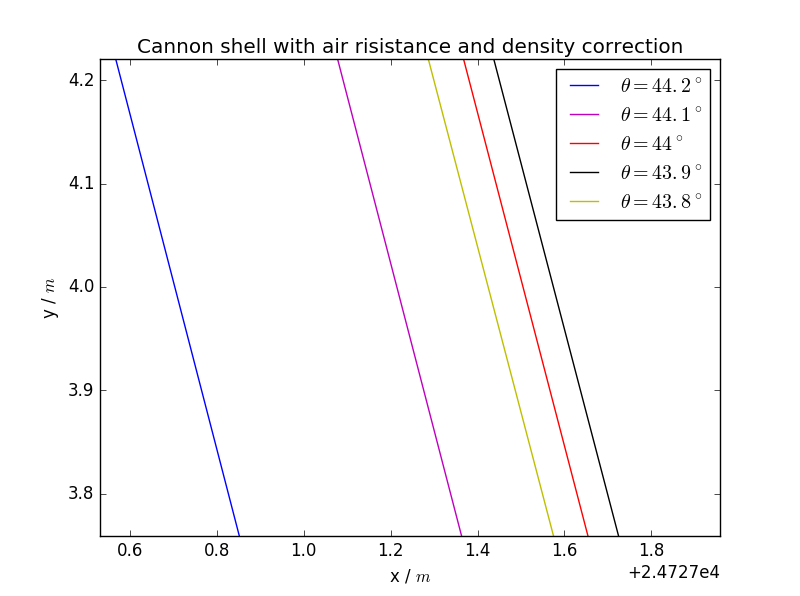 Cannon shell with air risistance and density correction
4.2
4.1
4.0
3.9
3.8
y / m
θ = 44.2°
θ = 44.1°
θ = 44°
θ = 43.9°
θ = 43.8°
0.6 0.8 1.0 1.2 1.4 1.6 1.8
x / m
+2.4727e4